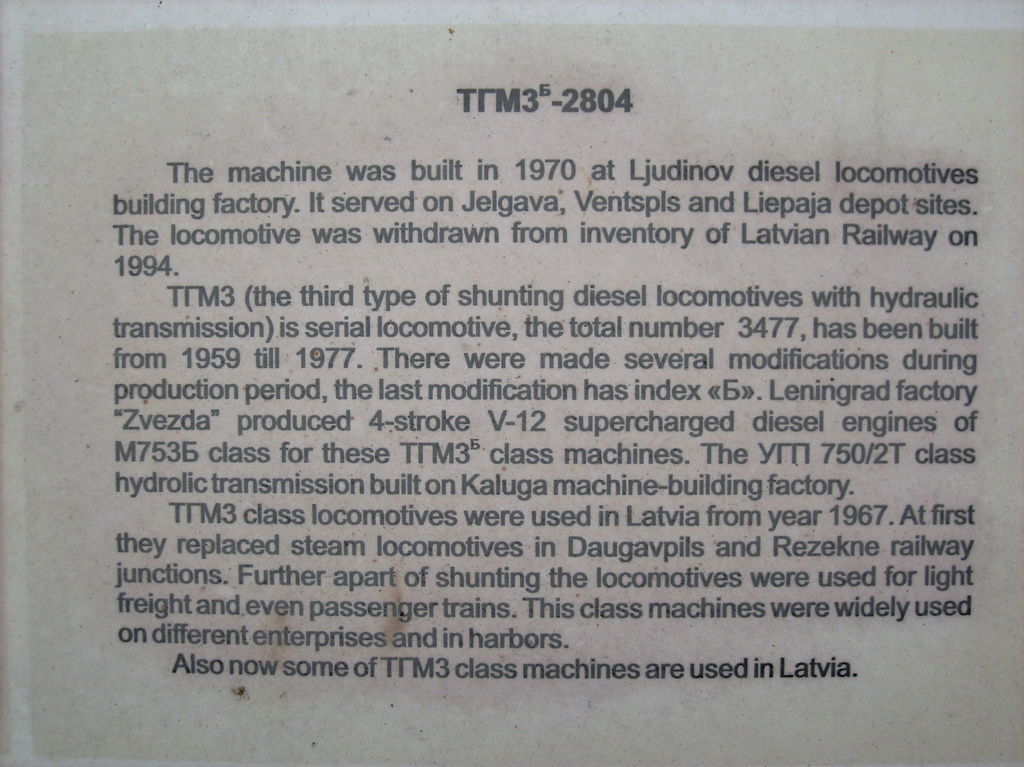 ТГМ3Б-2804
The machine was built in 1970 at Ljudinov diesel locomotives
building factory. It served on Jelgava, Ventspls and Liepaja depot sites.
The locomotive was withdrawn from inventory of Latvian Railway on
1994.
ТГМ3 (the third type of shunting diesel locomotives with hydraulic
transmission) is serial locomotive, the total number 3477, has been built
from 1959 till 1977. There were made several modifications during
production period, the last modification has index «Б». Leningrad factory
“Zvezda” produced 4-stroke V-12 supercharged diesel engines of
М753Б class for these ТГМ3Б class machines. The УГП 750/2Т class
hydrolic transmission built on Kaluga machine-building factory.
ТГМ3 class locomotives were used in Latvia from year 1967. At first
they replaced steam locomotives in Daugavpils and Rezekne railway
junctions. Further apart of shunting the locomotives were used for light
freight and even passenger trains. This class machines were widely used
on different enterprises and in harbors.
Also now some of ТГМ3 class machines are used in Latvia.